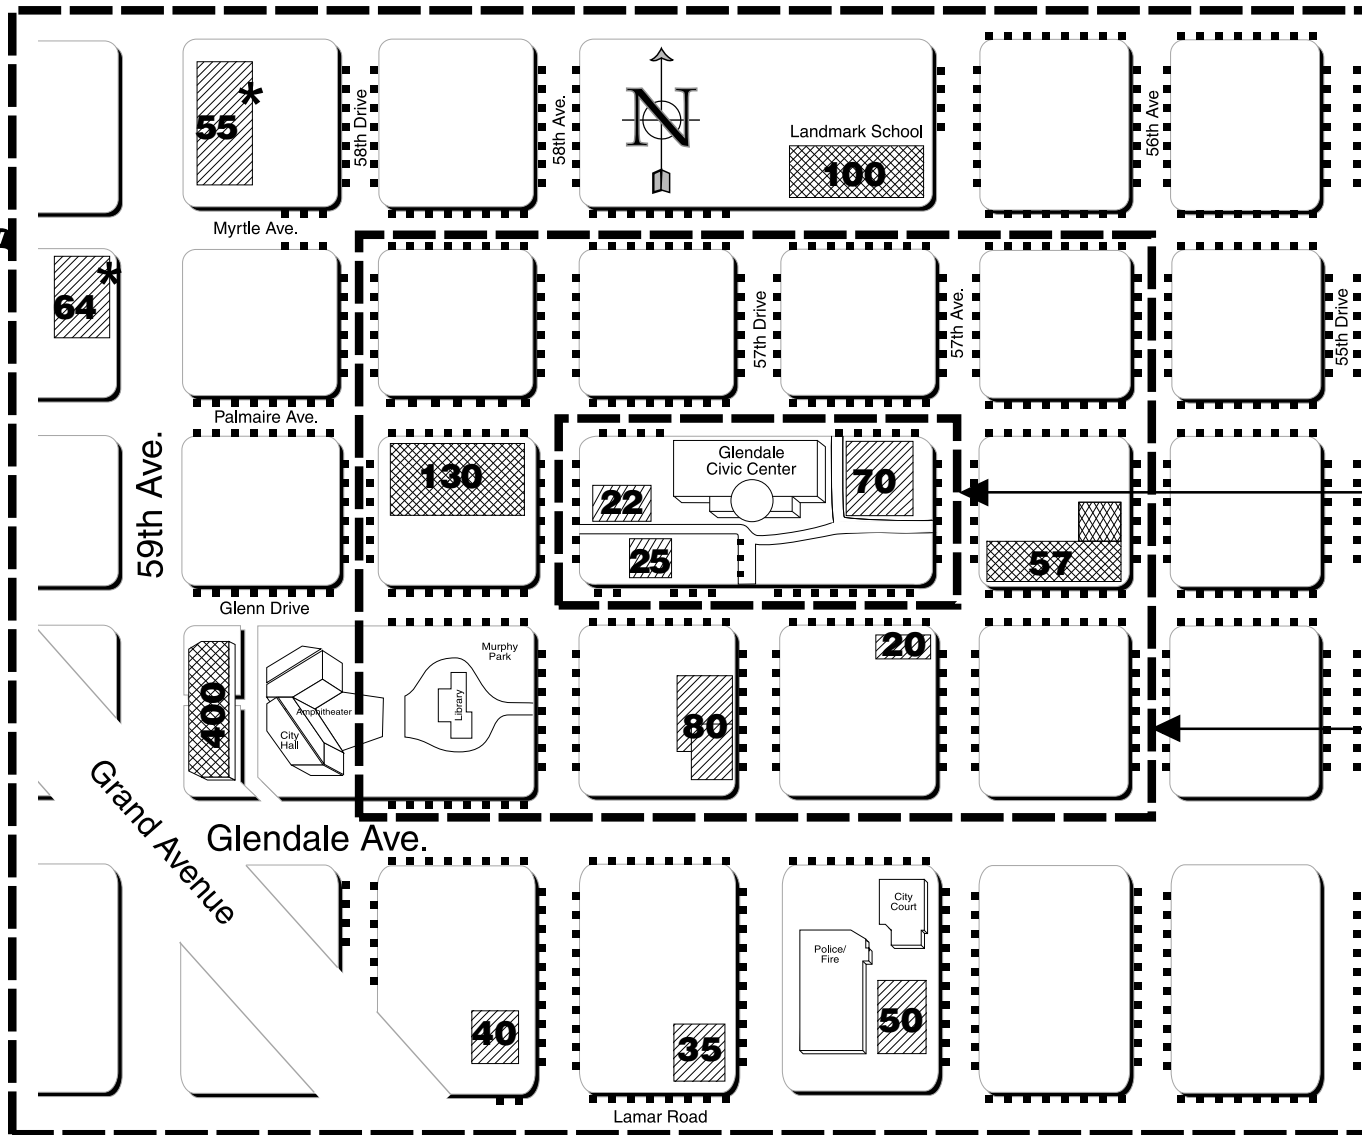 55
*
58th Drive
58th Ave.
N
Landmark School
100
56th Ave
Myrtle Ave.
64
*
57th Drive
57th Ave.
55th Drive
Palmaire Ave.
59th Ave.
130
22
Glendale
Civic Center
70
25
57
Glenn Drive
400
Amphitheater
City
Hall
Library
Murphy
Park
80
20
Grand Avenue
Glendale Ave.
City
Court
Police/
Fire
40
35
50
Lamar Road